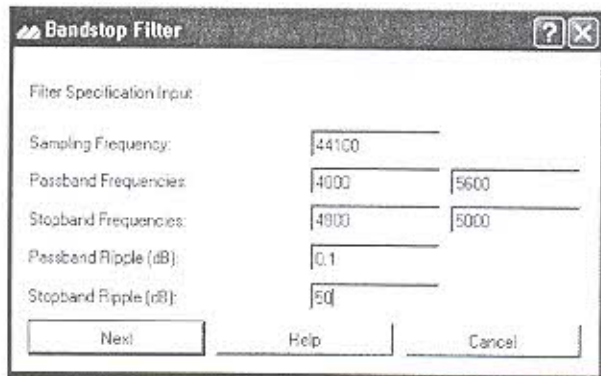 Bandstop Filter
Filter Specification Input
Sampling Frequency: 44100
Passband Frequencies: 4000 5600
Stopband Frequencies: 4800 5000
Passband Ripple (dB): 0.1
Stopband Ripple (dB): 50
Next Help Cancel